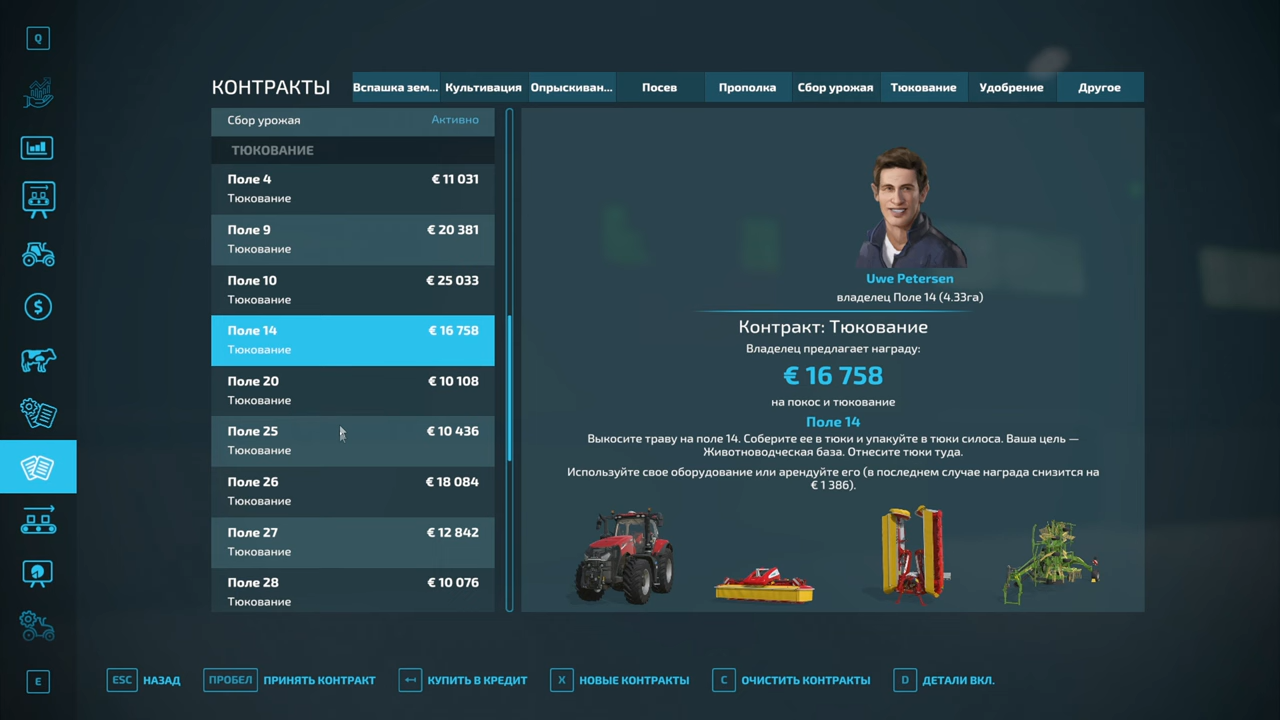 Q
КОНТРАКТЫ
Вспашка зем...
Культивация
Опрыскиван...
Посев
Прополка
Сбор урожая
Тюкование
Удобрение
Другое
Сбор урожая
Активно
ТЮКОВАНИЕ
Поле 4
€ 11 031
Тюкование
Поле 9
€ 20 381
Тюкование
Поле 10
€ 25 033
Тюкование
Поле 14
€ 16 758
Тюкование
Поле 20
€ 10 108
Тюкование
Поле 25
€ 10 436
Тюкование
Поле 26
€ 18 084
Тюкование
Поле 27
€ 12 842
Тюкование
Поле 28
€ 10 076
Тюкование
Uwe Petersen
владелец Поле 14 (4.33га)
Контракт: Тюкование
Владелец предлагает награду:
€ 16 758
на покос и тюкование
Поле 14
Выкосите траву на поле 14. Соберите ее в тюки и упакуйте в тюки силоса. Ваша цель —
Животноводческая база. Отнесите тюки туда.
Используйте свое оборудование или арендуйте его (в последнем случае награда снизится на
€ 1 386).
E
ESC НАЗАД
ПРОБЕЛ ПРИНЯТЬ КОНТРАКТ
КУПИТЬ В КРЕДИТ
X НОВЫЕ КОНТРАКТЫ
C ОЧИСТИТЬ КОНТРАКТЫ
D ДЕТАЛИ ВКЛ.